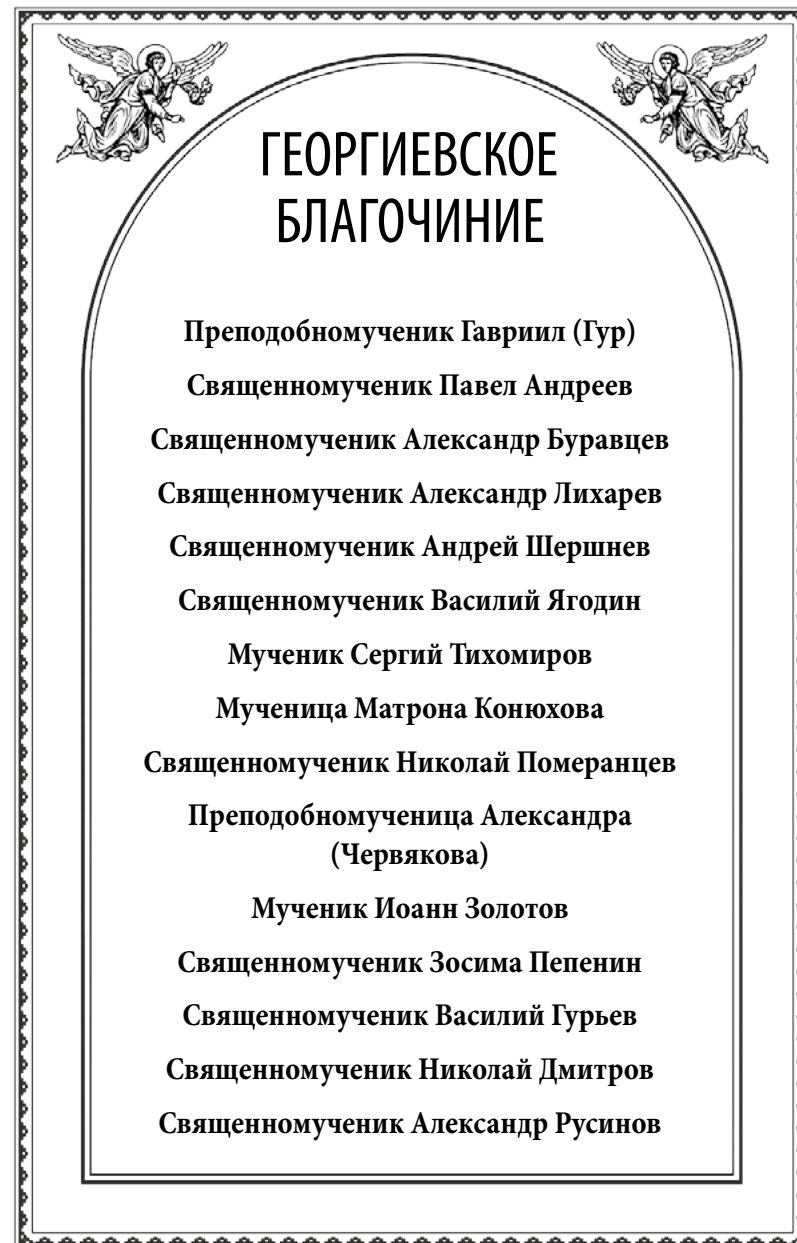 ГЕОРГИЕВСКОЕ
БЛАГОЧИНИЕ
Преподобномученик Гавриил (Гур)
Священномученик Павел Андреев
Священномученик Александр Буравцев
Священномученик Александр Лихарев
Священномученик Андрей Шершнев
Священномученик Василий Ягодин
Мученик Сергий Тихомиров
Мученица Матрона Конюхова
Священномученик Николай Померанцев
Преподобномученица Александра
(Червякова)
Мученик Иоанн Золотов
Священномученик Зосима Пепенин
Священномученик Василий Гурьев
Священномученик Николай Дмитров
Священномученик Александр Русинов